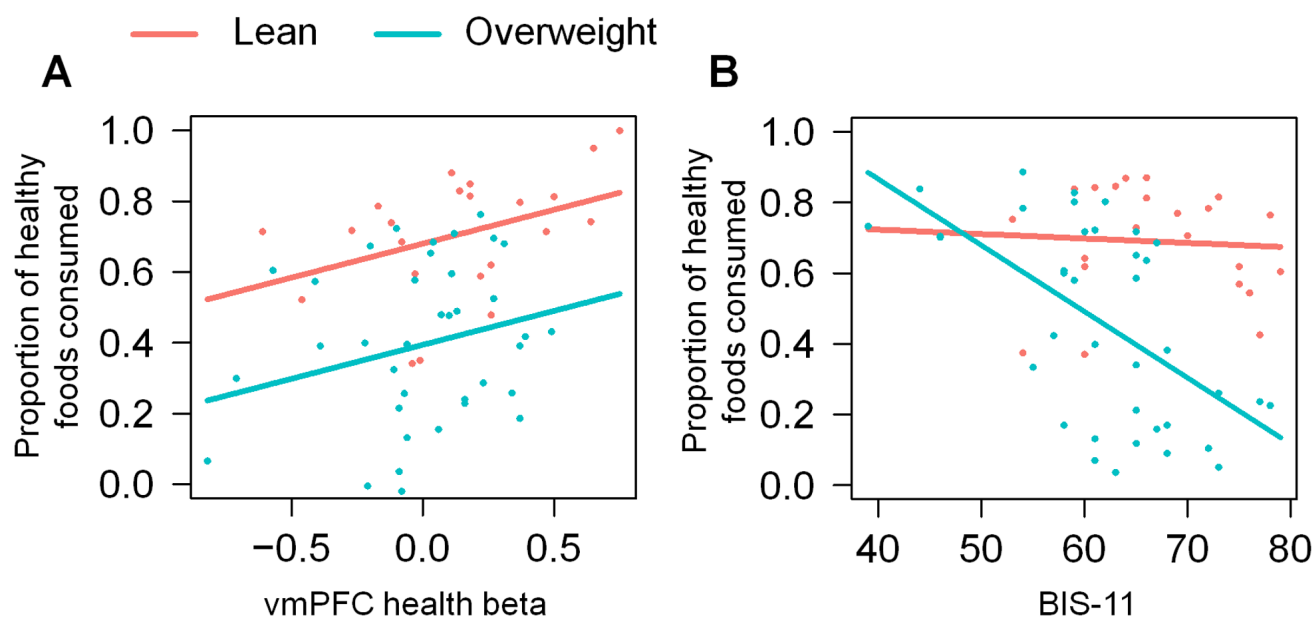 Lean Overweight
A
Proportion of healthy
foods consumed
1.0
0.8
0.6
0.4
0.2
0.0
−0.5 0.0 0.5
vmPFC health beta
B
Proportion of healthy
foods consumed
1.0
0.8
0.6
0.4
0.2
0.0
40 50 60 70 80
BIS-11